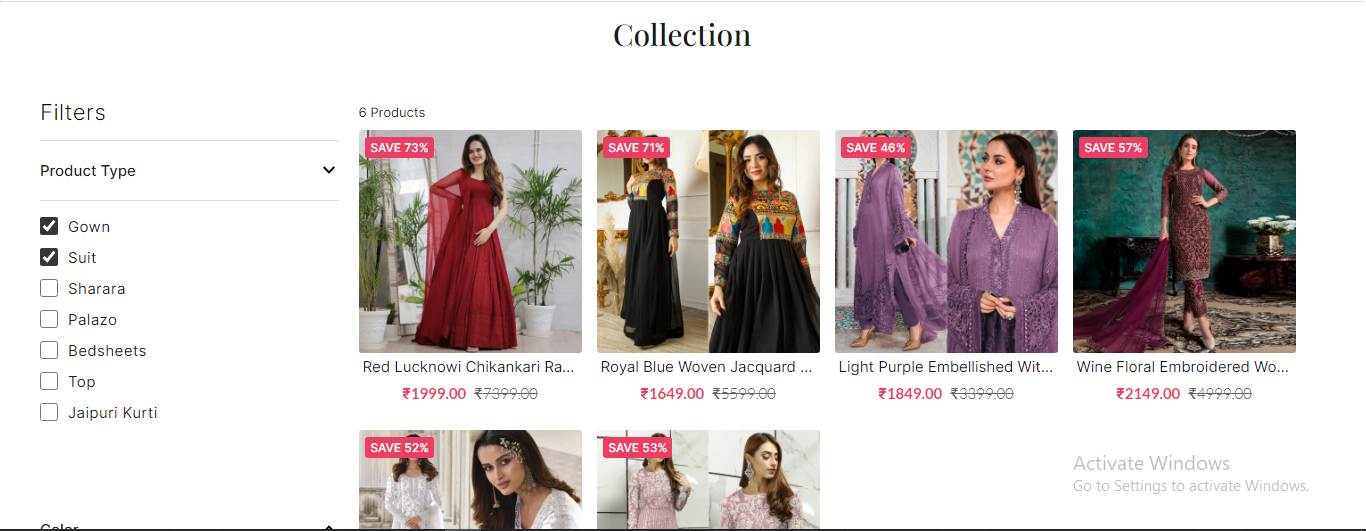 Collection
Filters
6 Products
Product Type
Gown
Suit
Sharara
Palazo
Bedsheets
Top
Jaipuri Kurti
SAVE 73%
SAVE 71%
SAVE 46%
SAVE 57%
Red Lucknowi Chikankari Ra...
₹1999.00 ₹7399.00
Royal Blue Woven Jacquard ...
₹1649.00 ₹5599.00
Light Purple Embellished Wit...
₹1849.00 ₹3399.00
Wine Floral Embroidered Wo...
₹2149.00 ₹4999.00
SAVE 52%
SAVE 53%
Activate Windows
Go to Settings to activate Windows.
Color